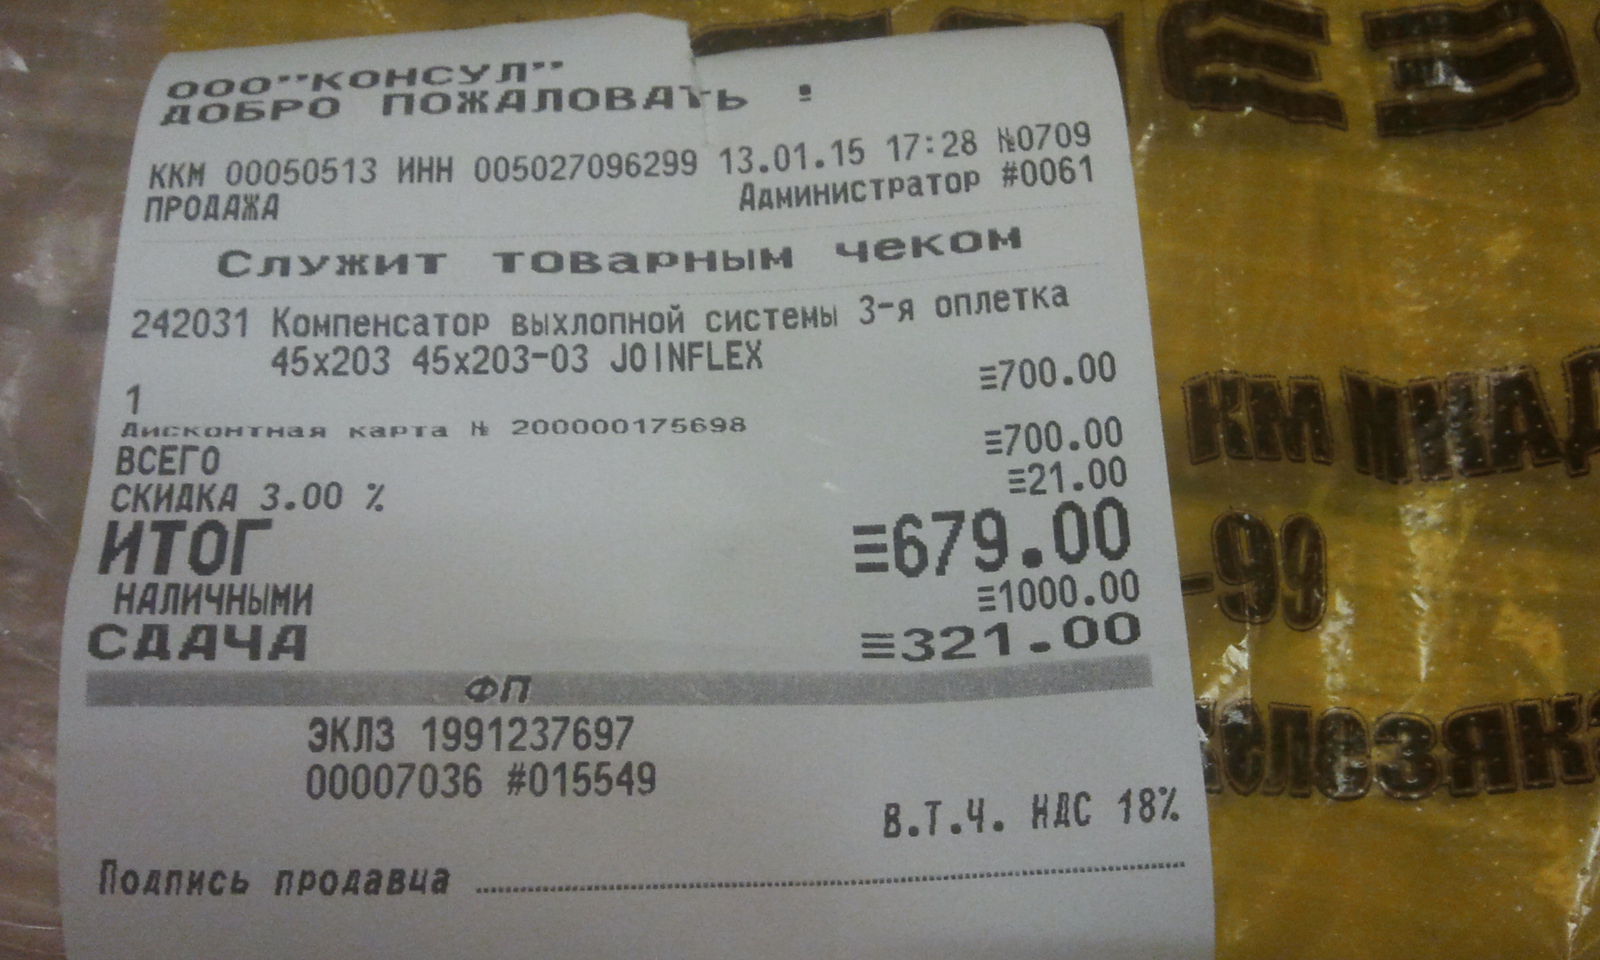 ООО"КОНСУЛ"
ДОБРО ПОЖАЛОВАТЬ !
ККМ 00050513 ИНН 005027096299 13.01.15 17:28 №0709
ПРОДАЖА Администратор #0061
Служит товарным чеком
242031 Компенсатор выхлопной системы 3-я оплетка
45x203 45x203-03 JOINFLEX
1 ≡700.00
Дисконтная карта № 200000175698
ВСЕГО ≡700.00
СКИДКА 3.00 % ≡21.00
ИТОГ ≡679.00
НАЛИЧНЫМИ ≡1000.00
СДАЧА ≡321.00
ФП
ЭКЛЗ 1991237697
00007036 #015549
В.Т.Ч. НДС 18%
Подпись продавца
КМ МКАД
-99